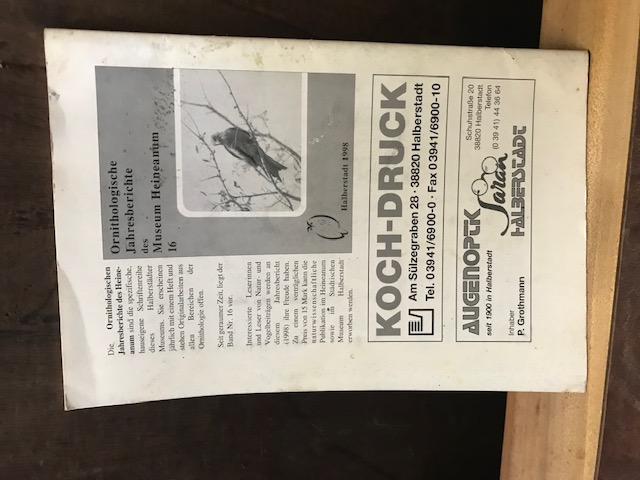 Die Ornithologischen
Jahresberichte des Heine-
anum sind die spezifische,
hauseigene Schriftenreihe
dieses Halberstädter
Museums. Sie erscheinen
jährlich mit einem Heft und
stehen Originalarbeiten aus
allen Bereichen der
Ornithologie offen.
Seit geraumer Zeit liegt der
Band Nr. 16 vor.
Interessierte Leserinnen
und Leser von Natur- und
Vogelbeiträgen werden an
diesem Jahresbericht
(1998) ihre Freude haben.
Zu einem verträglichen
Preis von 15 Mark kann die
naturwissenschaftliche
Publikation im Heineanum
sowie im Städtischen
Museum Halberstadt
erworben werden.
Ornithologische
Jahresberichte
des
Museum Heineanum
16
Halberstadt 1998
KOCH-DRUCK
Am Sülzegraben 28 · 38820 Halberstadt
Tel. 03941/6900-0 · Fax 03941/6900-10
AUGENOPTIK
Saran
HALBERSTADT
seit 1900 in Halberstadt
Inhaber
P. Grothmann
Schuhstraße 20
38820 Halberstadt
Telefon
(0 39 41) 44 36 64